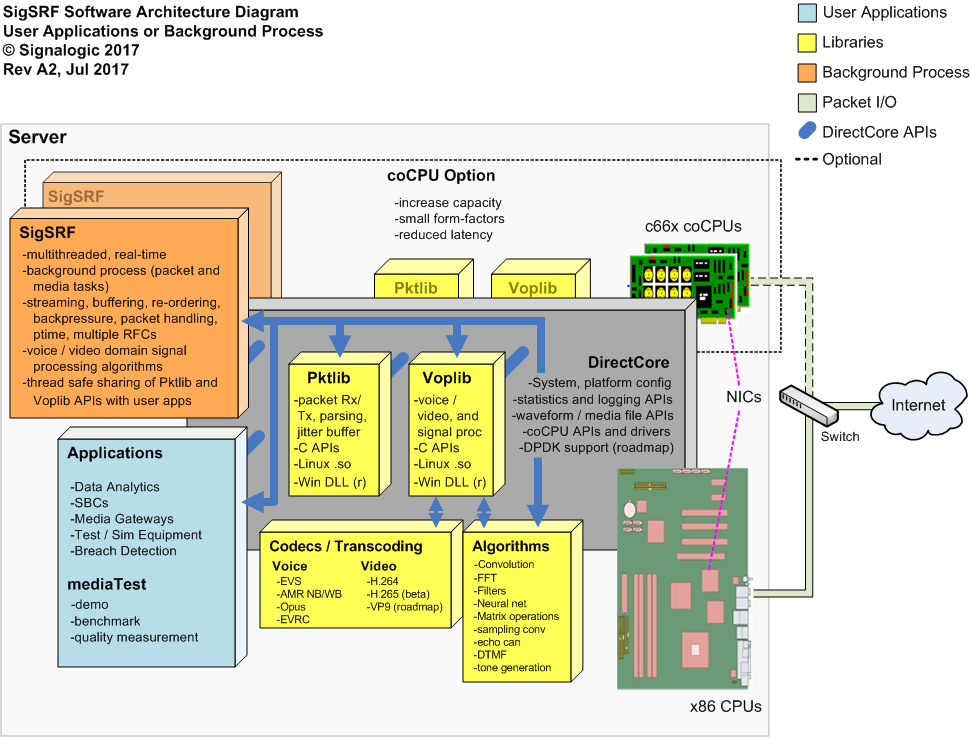 SigSRF Software Architecture Diagram
User Applications or Background Process
© Signalogic 2017
Rev A2, Jul 2017
User Applications
Libraries
Background Process
Packet I/O
DirectCore APIs
Optional
Server
coCPU Option
-increase capacity
-small form-factors
-reduced latency
SigSRF
SigSRF
-multithreaded, real-time
-background process (packet and
media tasks)
-streaming, buffering, re-ordering,
backpressure, packet handling,
ptime, multiple RFCs
-voice / video domain signal
processing algorithms
-thread safe sharing of Pktlib and
Voplib APIs with user apps
Pktlib
Voplib
c66x coCPUs
Pktlib
-packet Rx/
Tx, parsing,
jitter buffer
-C APIs
-Linux .so
-Win DLL (r)
Voplib
-voice /
video, and
signal proc
-C APIs
-Linux .so
-Win DLL (r)
DirectCore
-System, platform config
-statistics and logging APIs
-waveform / media file APIs
-coCPU APIs and drivers
-DPDK support (roadmap)
NICs
Switch
Internet
Applications
-Data Analytics
-SBCs
-Media Gateways
-Test / Sim Equipment
-Breach Detection
mediaTest
-demo
-benchmark
-quality measurement
Codecs / Transcoding
Voice
-EVS
-AMR NB/WB
-Opus
-EVRC
Video
-H.264
-H.265 (beta)
-VP9 (roadmap)
Algorithms
-Convolution
-FFT
-Filters
-Neural net
-Matrix operations
-sampling conv
-echo can
-DTMF
-tone generation
x86 CPUs